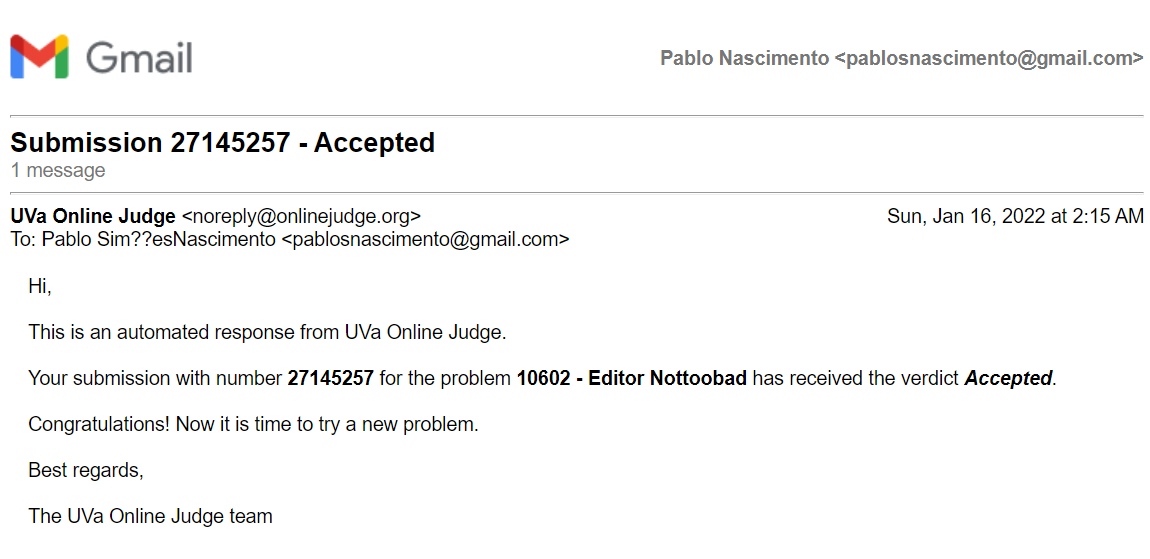 Gmail
Pablo Nascimento <pablosnascimento@gmail.com>
Submission 27145257 - Accepted
1 message
UVa Online Judge <noreply@onlinejudge.org>
Sun, Jan 16, 2022 at 2:15 AM
To: Pablo Sim??esNascimento <pablosnascimento@gmail.com>
Hi,
This is an automated response from UVa Online Judge.
Your submission with number 27145257 for the problem 10602 - Editor Nottoobad has received the verdict Accepted.
Congratulations! Now it is time to try a new problem.
Best regards,
The UVa Online Judge team